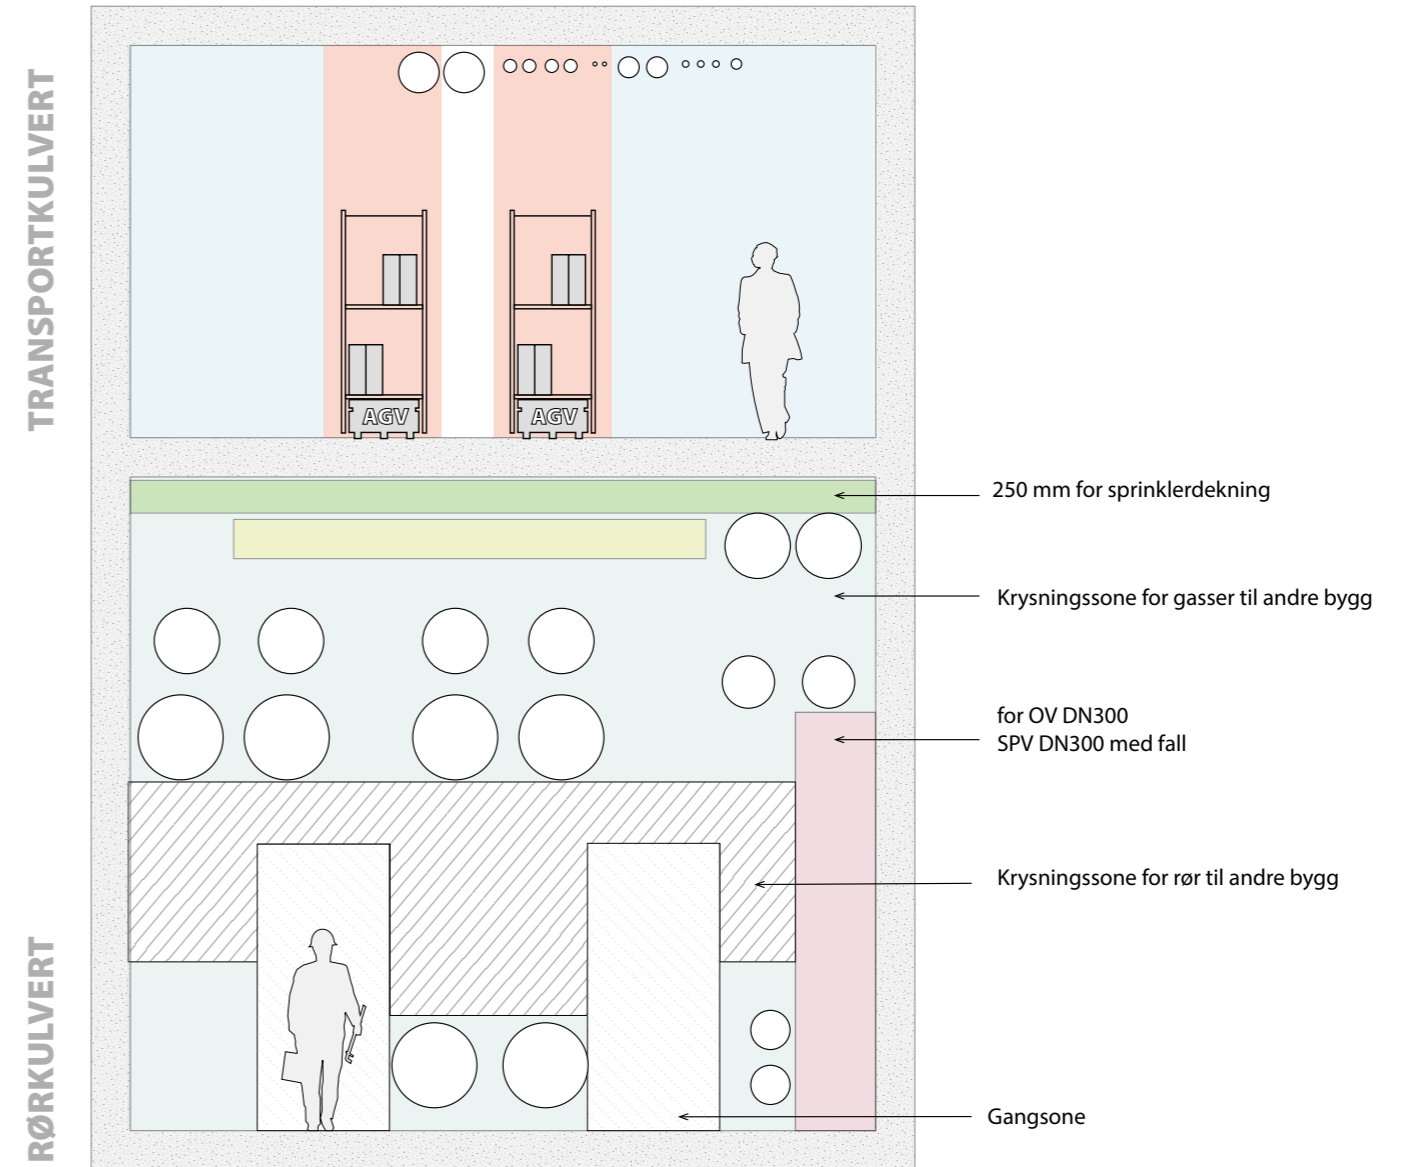 TRANSPORTKULVERT
AGV
AGV
250 mm for sprinklerdekning
Krysningssone for gasser til andre bygg
for OV DN300
SPV DN300 med fall
Krysningssone for rør til andre bygg
RØRKULVERT
Gangsone